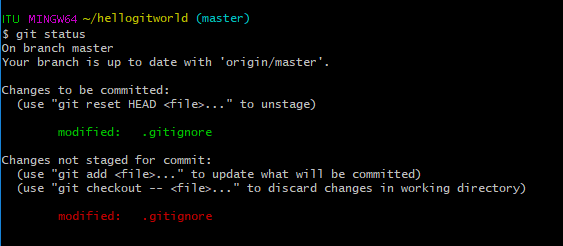 ITU MINGW64 ~/hellogitworld (master)
$ git status
On branch master
Your branch is up to date with 'origin/master'.
Changes to be committed:
(use "git reset HEAD <file>..." to unstage)
modified: .gitignore
Changes not staged for commit:
(use "git add <file>..." to update what will be committed)
(use "git checkout -- <file>..." to discard changes in working directory)
modified: .gitignore